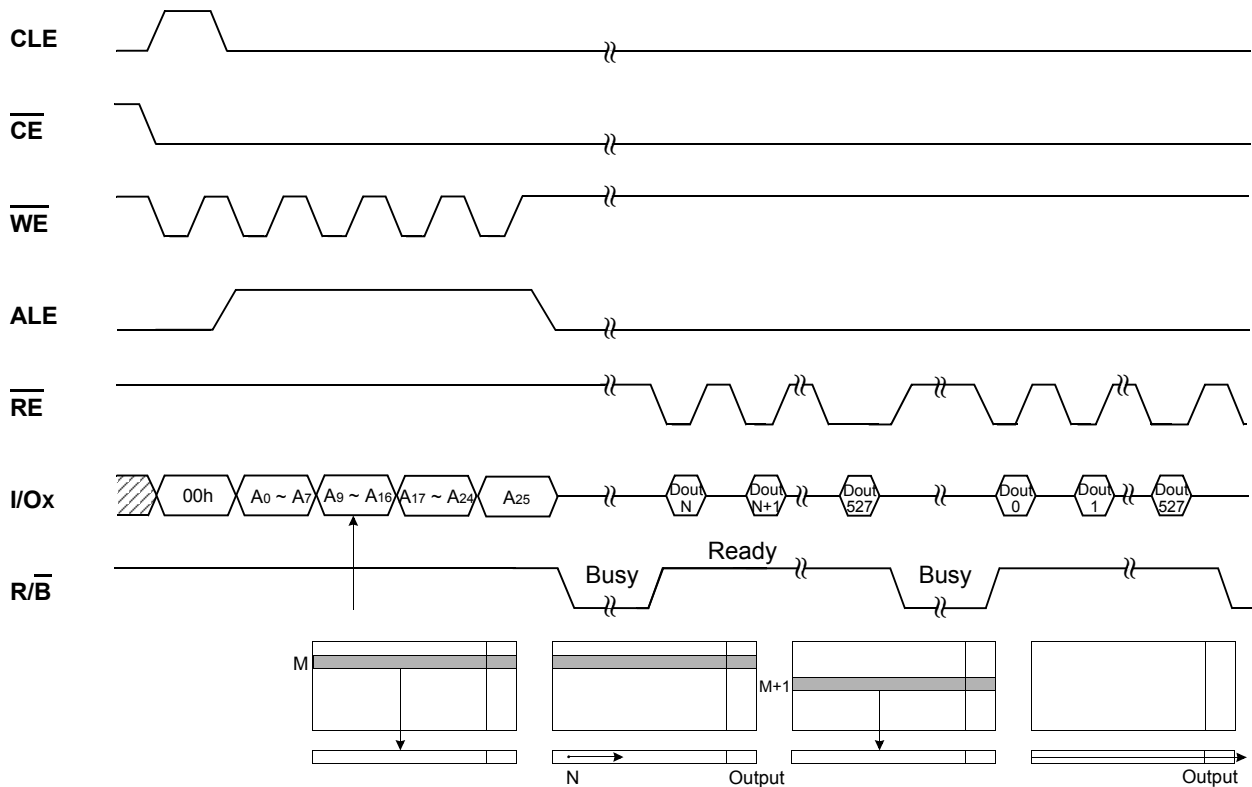 CLE
CE
WE
ALE
RE
I/Ox
00h
A0 ~ A7
A9 ~ A16
A17 ~ A24
A25
Dout
N
Dout
N+1
Dout
527
Dout
0
Dout
1
Dout
527
R/B
Busy
Ready
Busy
M
M+1
N
Output
Output